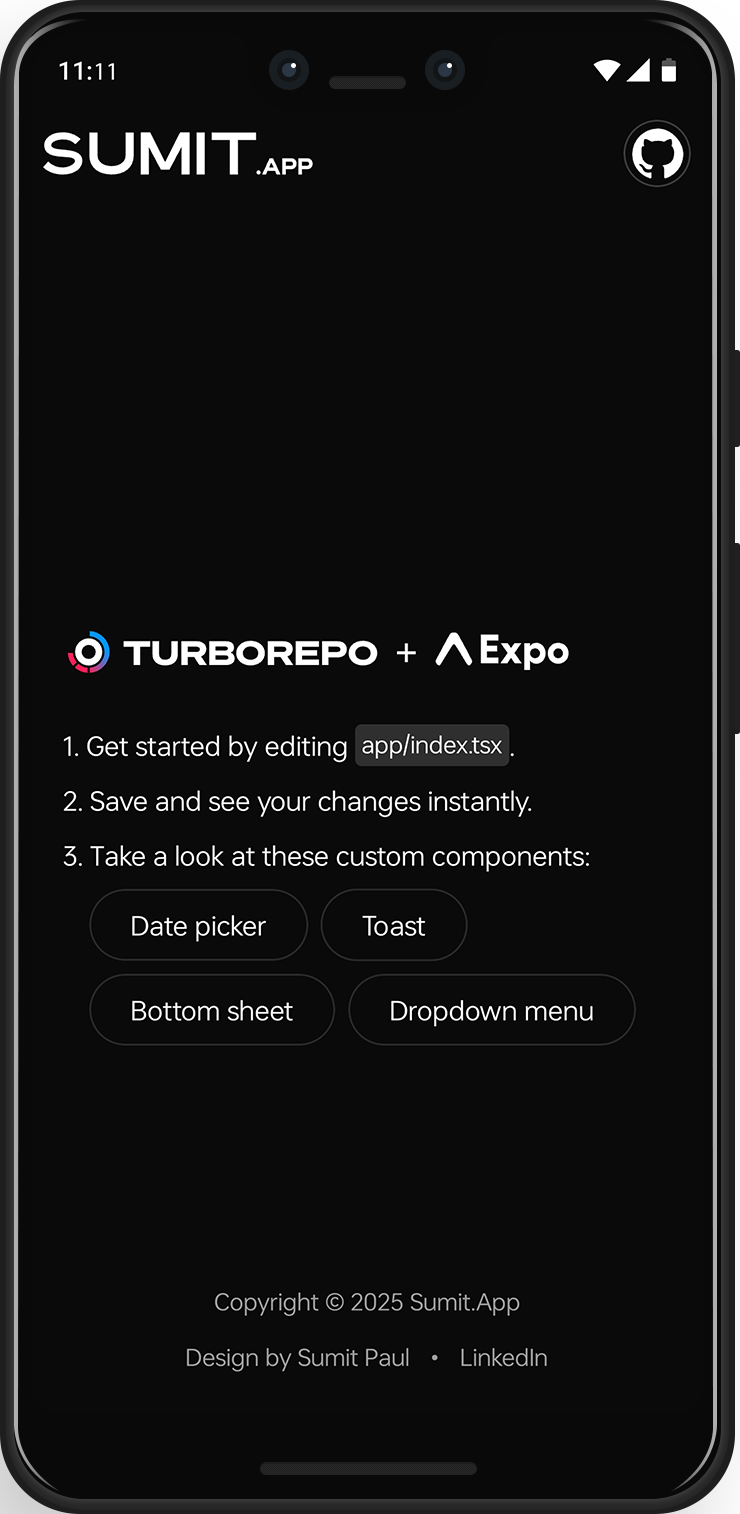 11:11
SUMIT.APP
TURBOREPO + Expo
1. Get started by editing app/index.tsx.
2. Save and see your changes instantly.
3. Take a look at these custom components:
Date picker Toast
Bottom sheet Dropdown menu
Copyright © 2025 Sumit.App
Design by Sumit Paul • LinkedIn